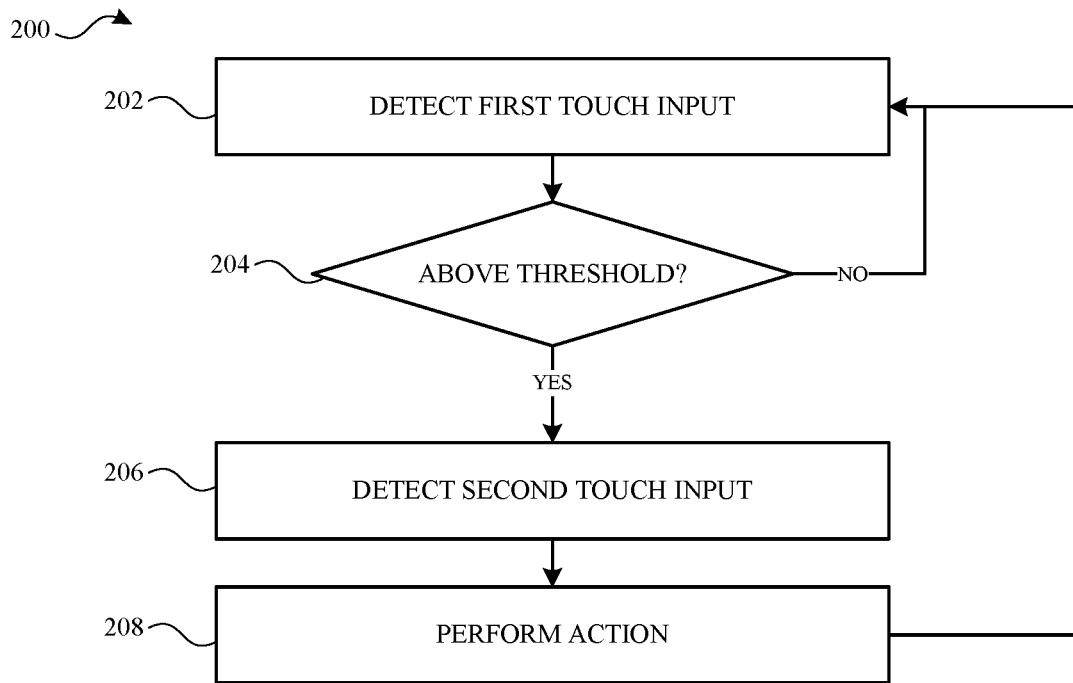 200
202
DETECT FIRST TOUCH INPUT
204
ABOVE THRESHOLD?
NO
YES
206
DETECT SECOND TOUCH INPUT
208
PERFORM ACTION